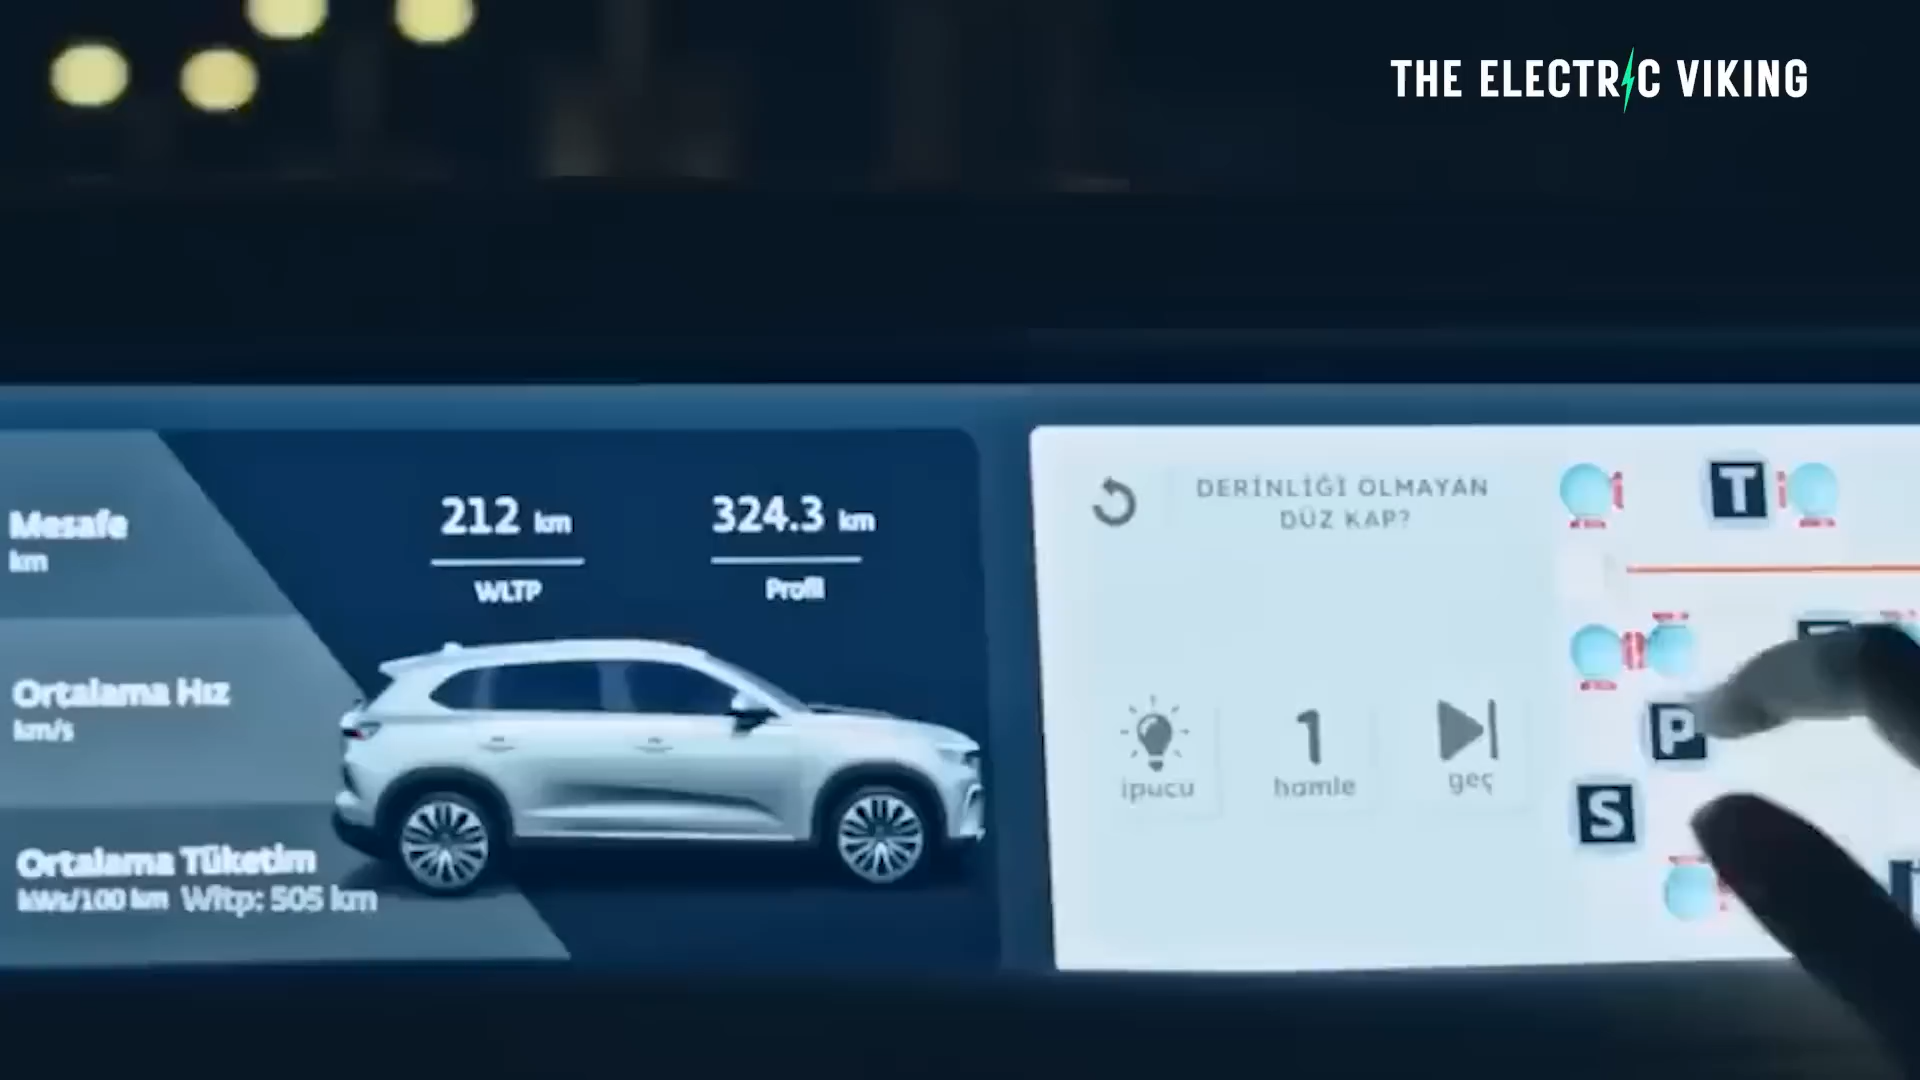 THE ELECTRIC VIKING
Mesafe
km
212 km
WLTP
324.3 km
Profil
Ortalama Hız
km/s
Ortalama Tüketim
kWs/100 km Wltp: 505 km
DERİNLİĞİ OLMAYAN
DÜZ KAP?
ipucu
1
hamle
geç
T
P
S